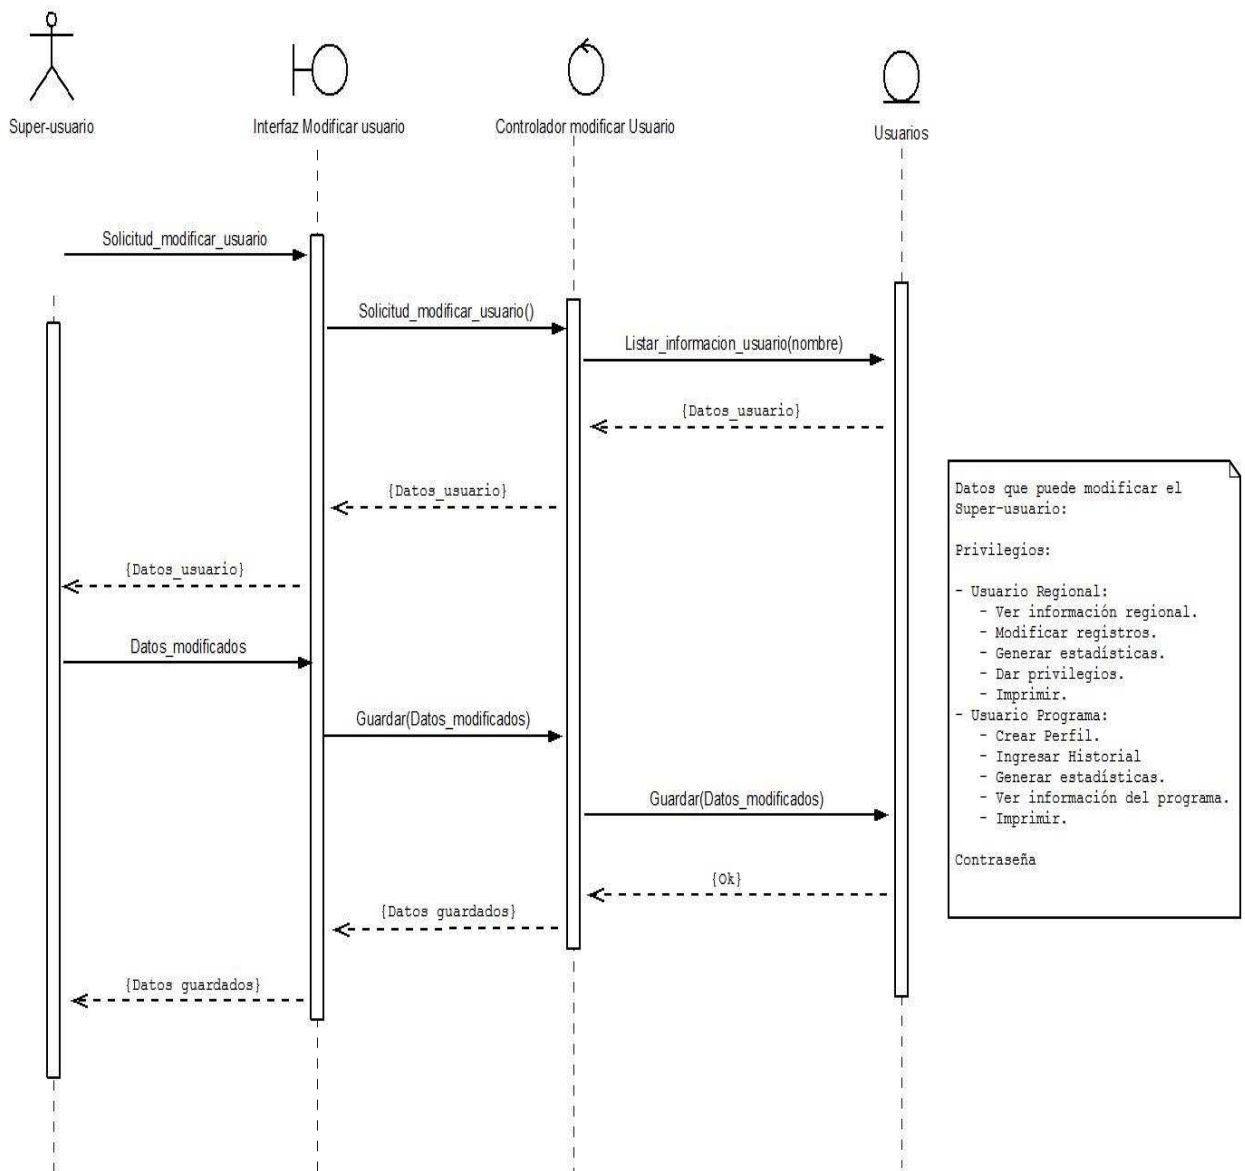 Super-usuario
Interfaz Modificar usuario
Controlador modificar Usuario
Usuarios
Solicitud_modificar_usuario
Solicitud_modificar_usuario()
Listar_informacion_usuario(nombre)
{Datos_usuario}
{Datos_usuario}
{Datos_usuario}
Datos_modificados
Guardar(Datos_modificados)
Guardar(Datos_modificados)
{Ok}
{Datos guardados}
{Datos guardados}
Datos que puede modificar el
Super-usuario:
Privilegios:
- Usuario Regional:
- Ver información regional.
- Modificar registros.
- Generar estadísticas.
- Dar privilegios.
- Imprimir.
- Usuario Programa:
- Crear Perfil.
- Ingresar Historial
- Generar estadísticas.
- Ver información del programa.
- Imprimir.
Contraseña